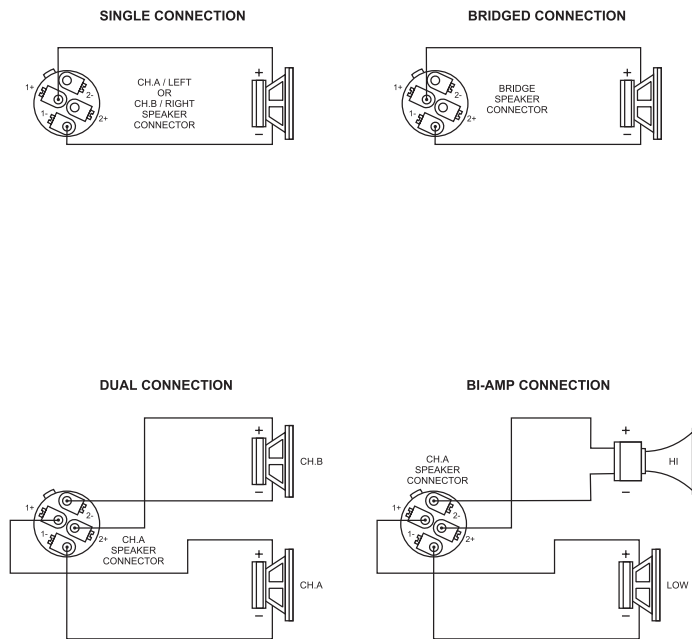 SINGLE CONNECTION
1+
2-
1-
2+
CH.A / LEFT
OR
CH.B / RIGHT
SPEAKER
CONNECTOR
+
−
BRIDGED CONNECTION
1+
2-
1-
2+
BRIDGE
SPEAKER
CONNECTOR
+
−
DUAL CONNECTION
1+
2-
1-
2+
CH.A
SPEAKER
CONNECTOR
+
−
CH.B
+
−
CH.A
BI-AMP CONNECTION
CH.A
SPEAKER
CONNECTOR
1+
2-
1-
2+
+
−
HI
+
−
LOW